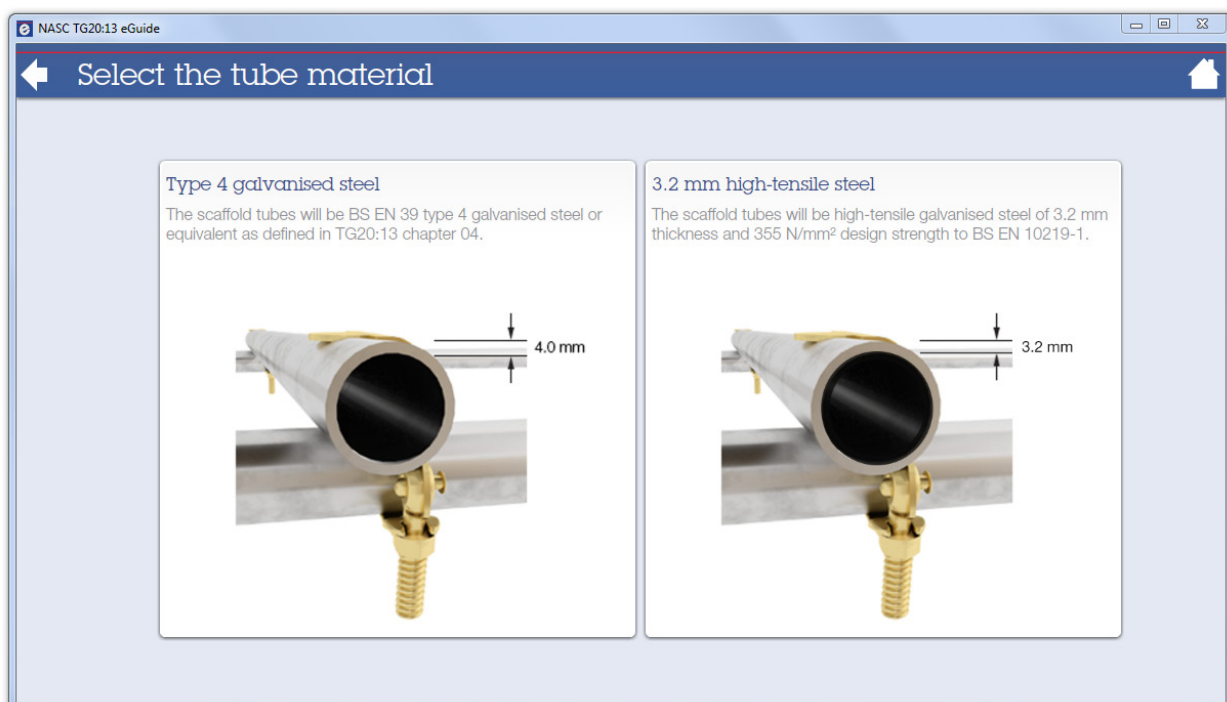 NASC TG20:13 eGuide
Select the tube material
Type 4 galvanised steel
The scaffold tubes will be BS EN 39 type 4 galvanised steel or
equivalent as defined in TG20:13 chapter 04.
4.0 mm
3.2 mm high-tensile steel
The scaffold tubes will be high-tensile galvanised steel of 3.2 mm
thickness and 355 N/mm² design strength to BS EN 10219-1.
3.2 mm